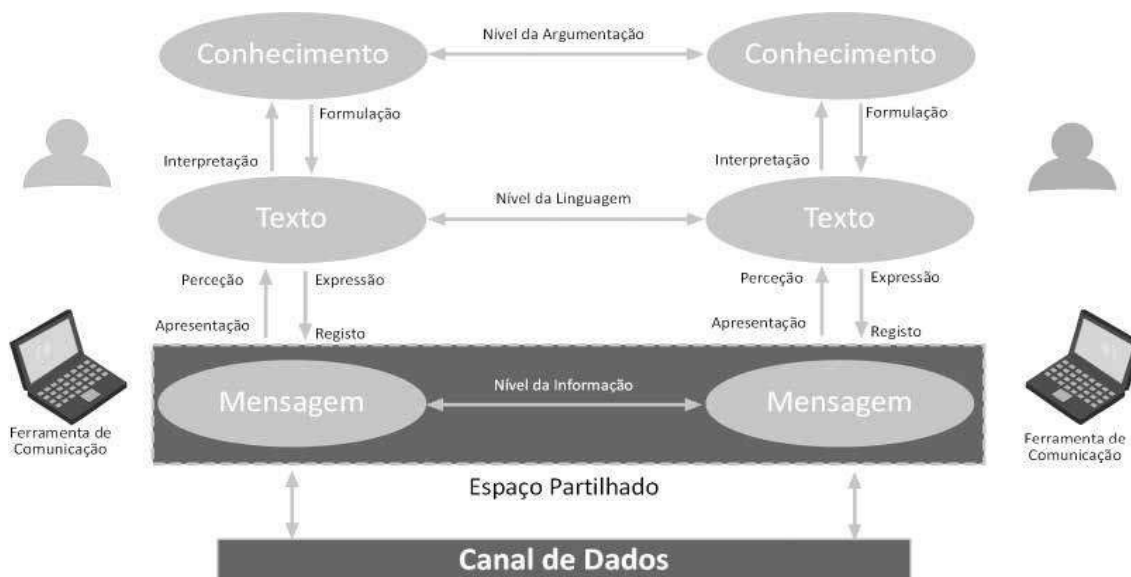 Conhecimento
Nível da Argumentação
Conhecimento
Formulação
Formulação
Interpretação
Interpretação
Texto
Nível da Linguagem
Texto
Perceção
Expressão
Perceção
Expressão
Apresentação
Registo
Apresentação
Registo
Mensagem
Nível da Informação
Mensagem
Ferramenta de
Comunicação
Ferramenta de
Comunicação
Espaço Partilhado
Canal de Dados